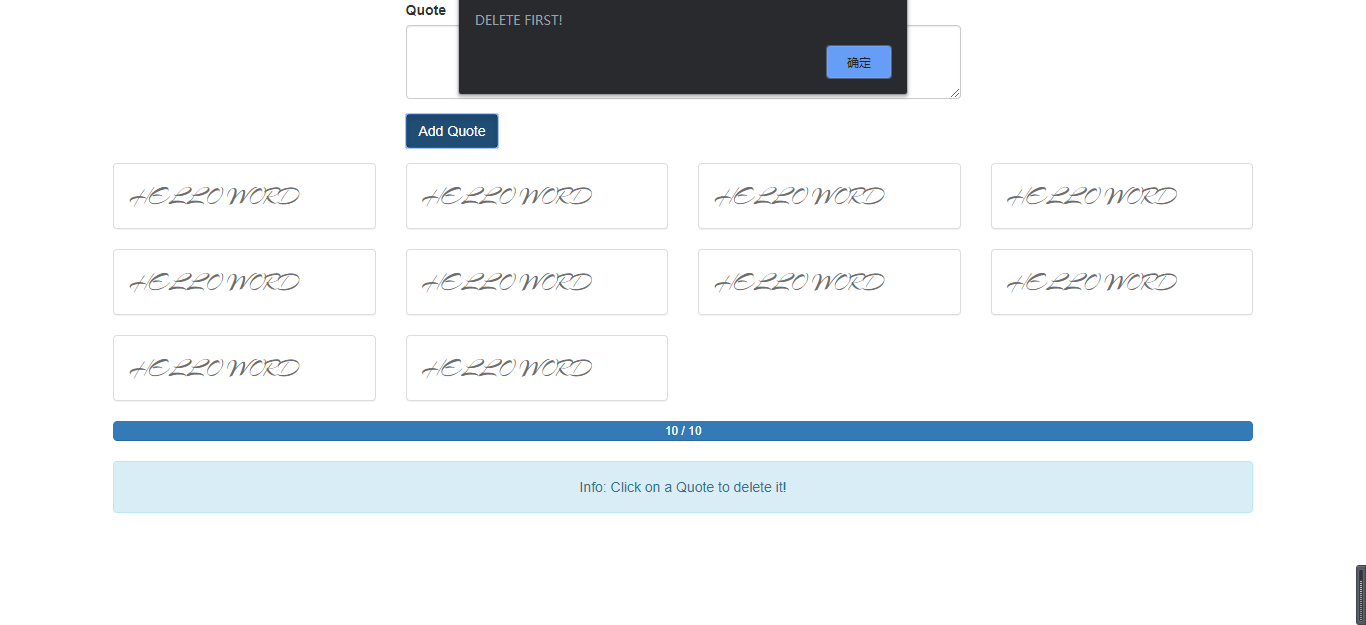 Quote
DELETE FIRST!
确定
Add Quote
HELLO WORD HELLO WORD HELLO WORD HELLO WORD
HELLO WORD HELLO WORD HELLO WORD HELLO WORD
HELLO WORD HELLO WORD
10 / 10
Info: Click on a Quote to delete it!